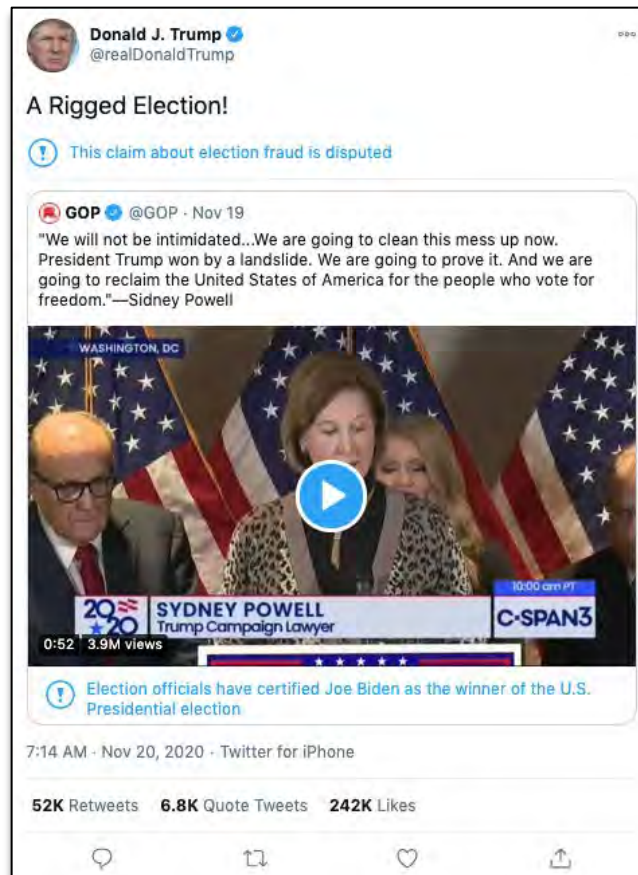 Donald J. Trump
@realDonaldTrump
A Rigged Election!
This claim about election fraud is disputed
GOP @GOP · Nov 19
"We will not be intimidated...We are going to clean this mess up now.
President Trump won by a landslide. We are going to prove it. And we are
going to reclaim the United States of America for the people who vote for
freedom."—Sidney Powell
WASHINGTON, DC
10:00 am PT
2020
SYDNEY POWELL
Trump Campaign Lawyer
C·SPAN3
0:52 3.9M views
Election officials have certified Joe Biden as the winner of the U.S.
Presidential election
7:14 AM · Nov 20, 2020 · Twitter for iPhone
52K Retweets 6.8K Quote Tweets 242K Likes